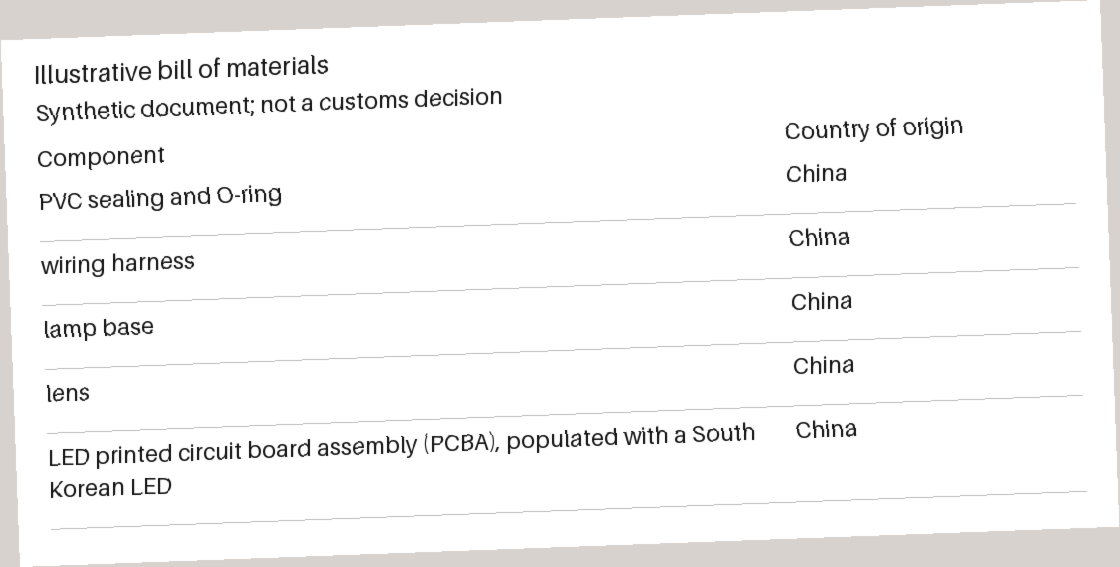 Illustrative bill of materials
Synthetic document; not a customs decision
Component Country of origin
PVC sealing and O-ring China
wiring harness China
lamp base China
lens China
LED printed circuit board assembly (PCBA), populated with a South China
Korean LED